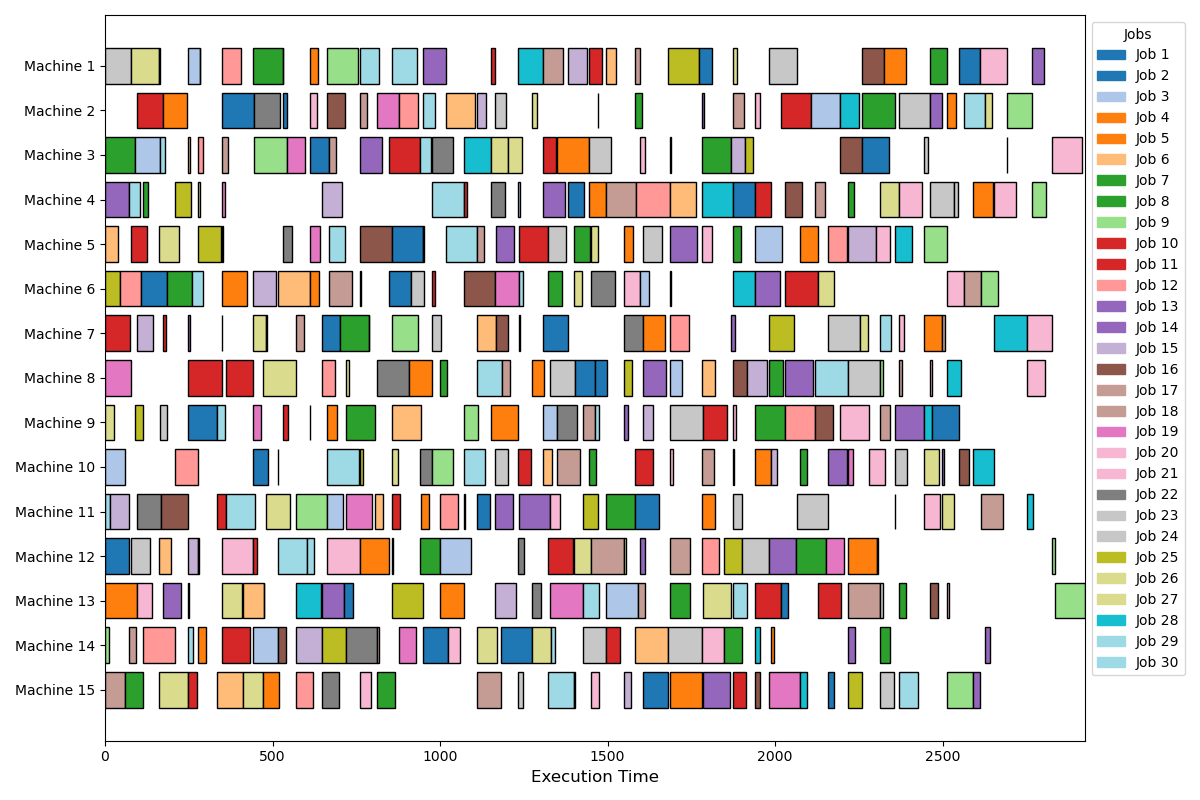 Machine 1
Machine 2
Machine 3
Machine 4
Machine 5
Machine 6
Machine 7
Machine 8
Machine 9
Machine 10
Machine 11
Machine 12
Machine 13
Machine 14
Machine 15
0 500 1000 1500 2000 2500
Execution Time
Jobs
Job 1
Job 2
Job 3
Job 4
Job 5
Job 6
Job 7
Job 8
Job 9
Job 10
Job 11
Job 12
Job 13
Job 14
Job 15
Job 16
Job 17
Job 18
Job 19
Job 20
Job 21
Job 22
Job 23
Job 24
Job 25
Job 26
Job 27
Job 28
Job 29
Job 30